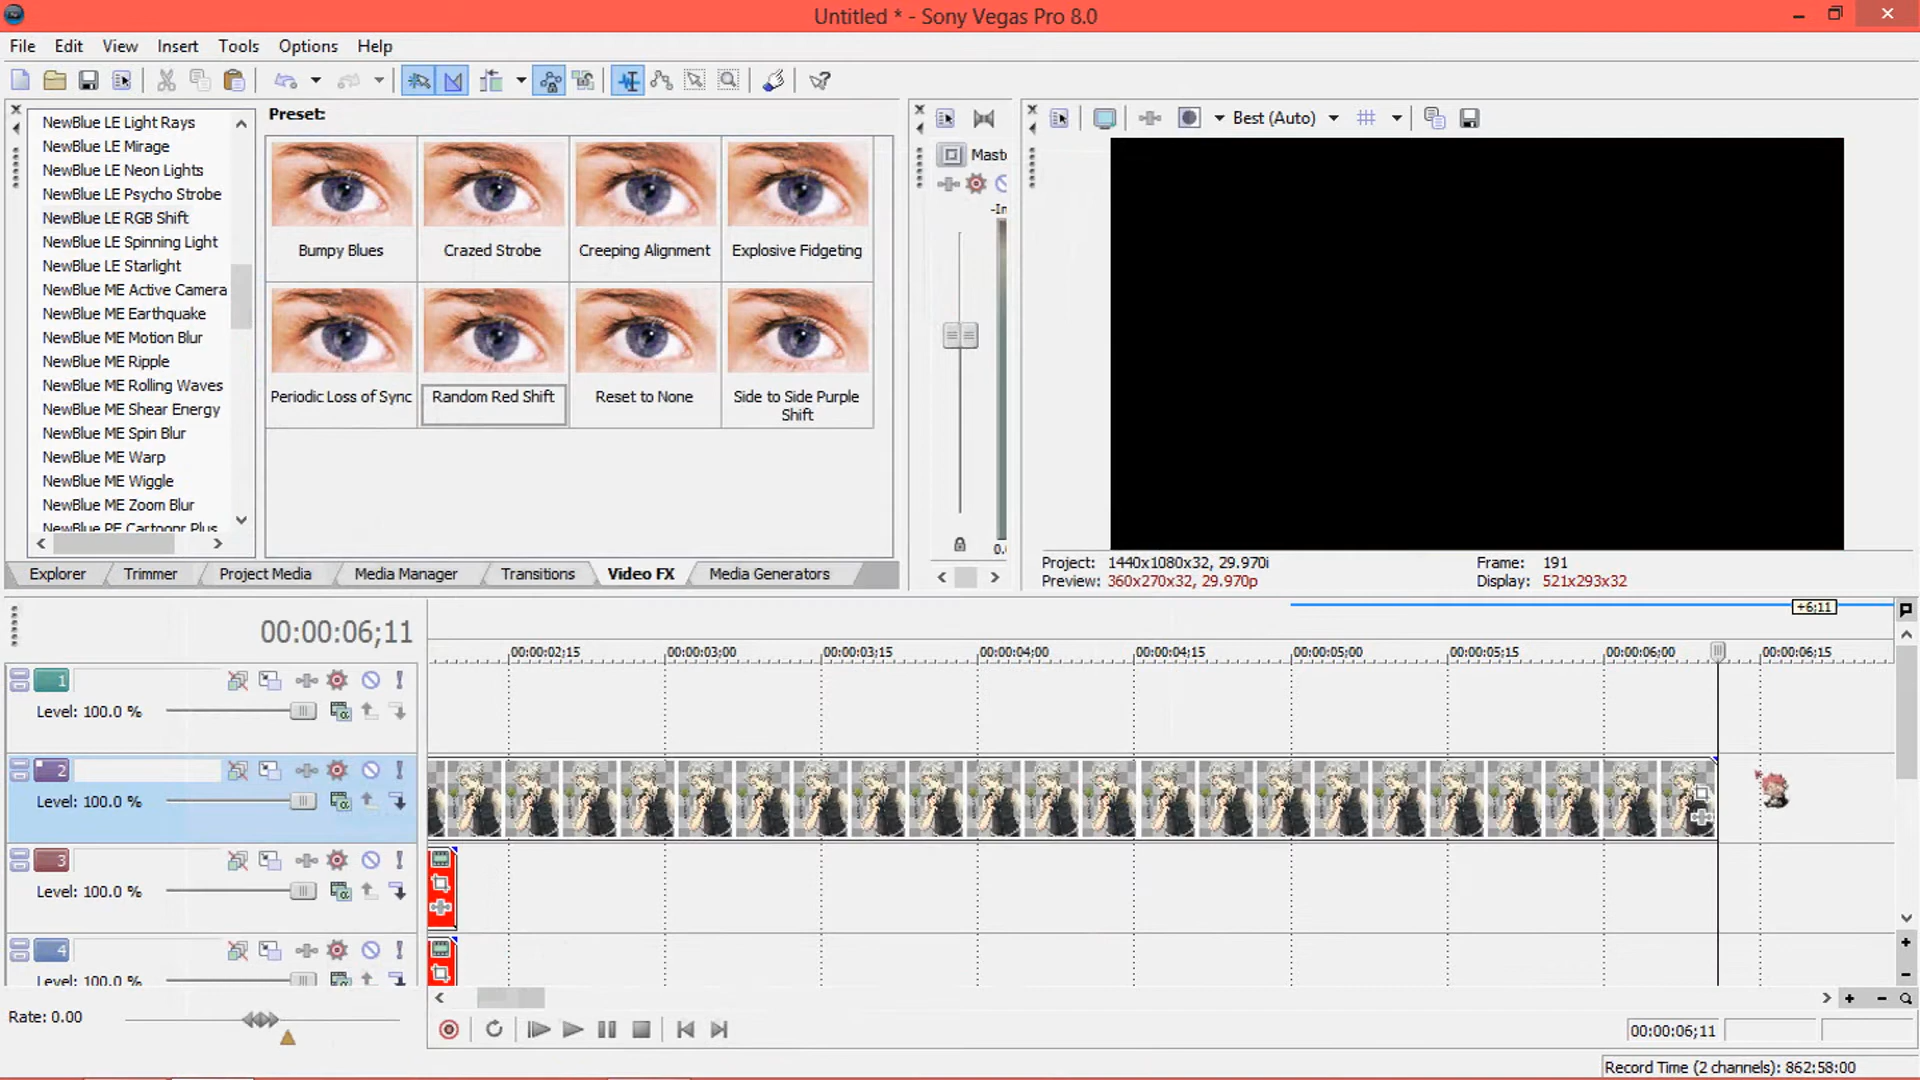 Untitled * - Sony Vegas Pro 8.0
File Edit View Insert Tools Options Help
NewBlue LE Light Rays
NewBlue LE Mirage
NewBlue LE Neon Lights
NewBlue LE Psycho Strobe
NewBlue LE RGB Shift
NewBlue LE Spinning Light
NewBlue LE Starlight
NewBlue ME Active Camera
NewBlue ME Earthquake
NewBlue ME Motion Blur
NewBlue ME Ripple
NewBlue ME Rolling Waves
NewBlue ME Shear Energy
NewBlue ME Spin Blur
NewBlue ME Warp
NewBlue ME Wiggle
NewBlue ME Zoom Blur
NewBlue PE Cartoonr Plus
Preset:
Bumpy Blues Crazed Strobe Creeping Alignment Explosive Fidgeting
Periodic Loss of Sync Random Red Shift Reset to None Side to Side Purple
Shift
Mast
-In
0.
Best (Auto)
Project: 1440x1080x32, 29.970i Frame: 191
Preview: 360x270x32, 29.970p Display: 521x293x32
Explorer Trimmer Project Media Media Manager Transitions Video FX Media Generators
+6;11
00:00:06;11
00:00:02;15 00:00:03;00 00:00:03;15 00:00:04;00 00:00:04;15 00:00:05;00 00:00:05;15 00:00:06;00 00:00:06;15
1
Level: 100.0 %
2
Level: 100.0 %
3
Level: 100.0 %
4
Level: 100.0 %
Rate: 0.00
00:00:06;11
Record Time (2 channels): 862:58:00